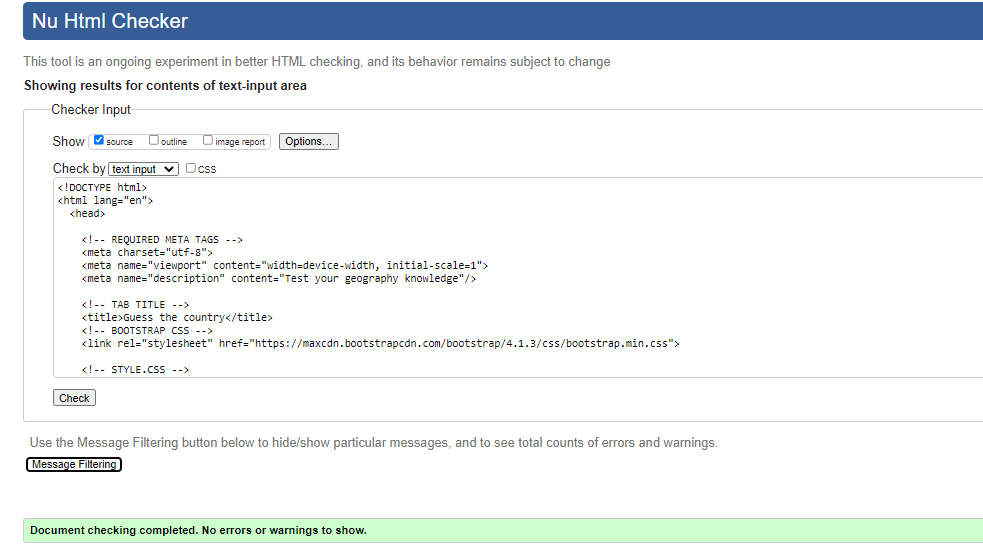 Nu Html Checker
This tool is an ongoing experiment in better HTML checking, and its behavior remains subject to change
Showing results for contents of text-input area
Checker Input
Show source outline image report Options...
Check by text input CSS
<!DOCTYPE html>
<html lang="en">
<head>
<!-- REQUIRED META TAGS -->
<meta charset="utf-8">
<meta name="viewport" content="width=device-width, initial-scale=1">
<meta name="description" content="Test your geography knowledge"/>
<!-- TAB TITLE -->
<title>Guess the country</title>
<!-- BOOTSTRAP CSS -->
<link rel="stylesheet" href="https://maxcdn.bootstrapcdn.com/bootstrap/4.1.3/css/bootstrap.min.css">
<!-- STYLE.CSS -->
Check
Use the Message Filtering button below to hide/show particular messages, and to see total counts of errors and warnings.
Message Filtering
Document checking completed. No errors or warnings to show.